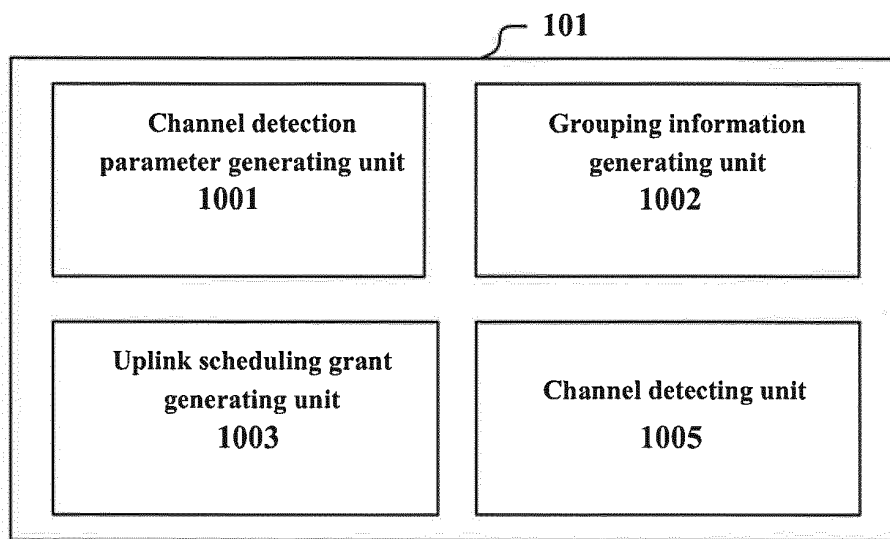 101
Channel detection
parameter generating unit
1001
Grouping information
generating unit
1002
Uplink scheduling grant
generating unit
1003
Channel detecting unit
1005